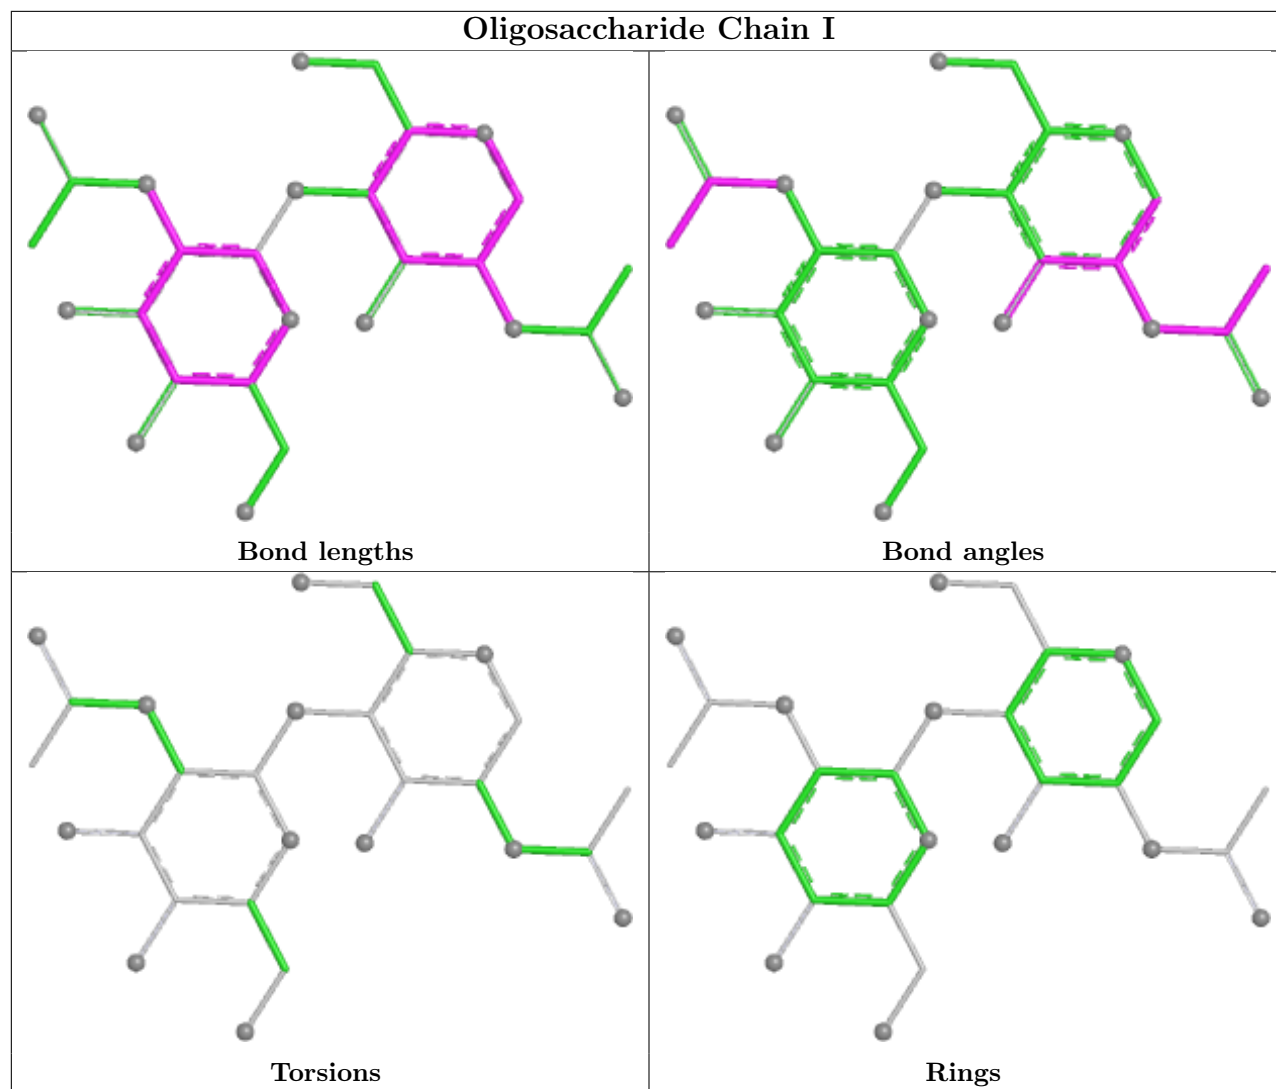 Oligosaccharide Chain I
Bond lengths
Bond angles
Torsions
Rings